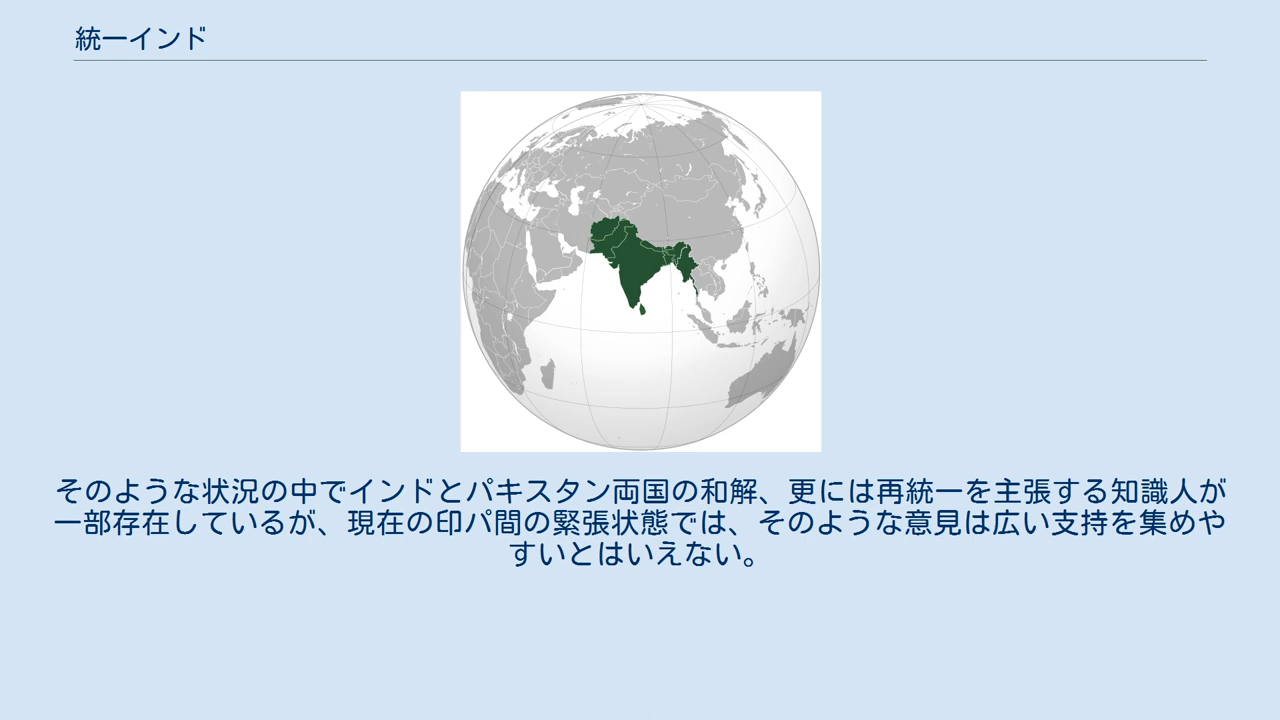 統一インド
そのような状況の中でインドとパキスタン両国の和解、更には再統一を主張する知識人が
一部存在しているが、現在の印パ間の緊張状態では、そのような意見は広い支持を集めや
すいとはいえない。